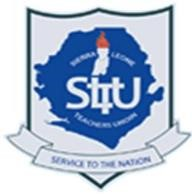 SIERRA LEONE
SLTU
TEACHERS UNION
SERVICE TO THE NATION